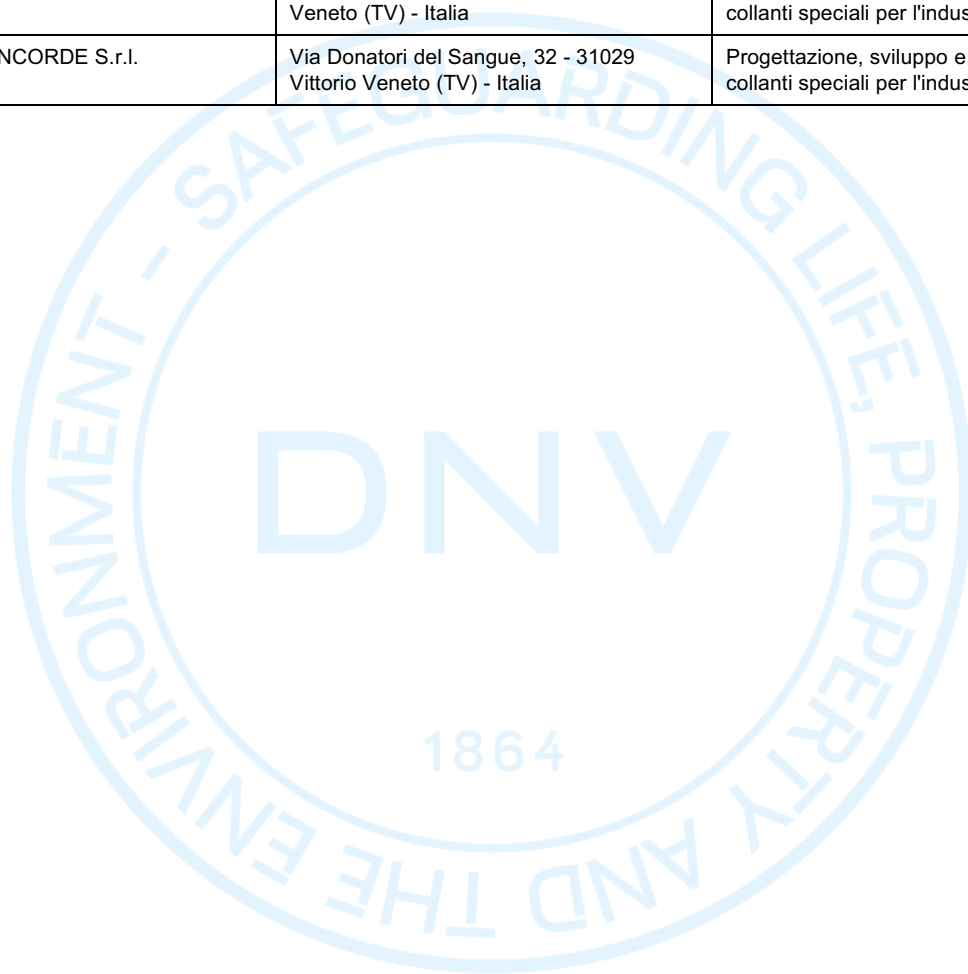 Veneto (TV) - Italia
collanti speciali per l'indus
NCORDE S.r.l.
Via Donatori del Sangue, 32 - 31029
Vittorio Veneto (TV) - Italia
Progettazione, sviluppo e
collanti speciali per l'indus
SAFEGUARDING LIFE, PROPERTY AND THE ENVIRONMENT -
DNV
1864